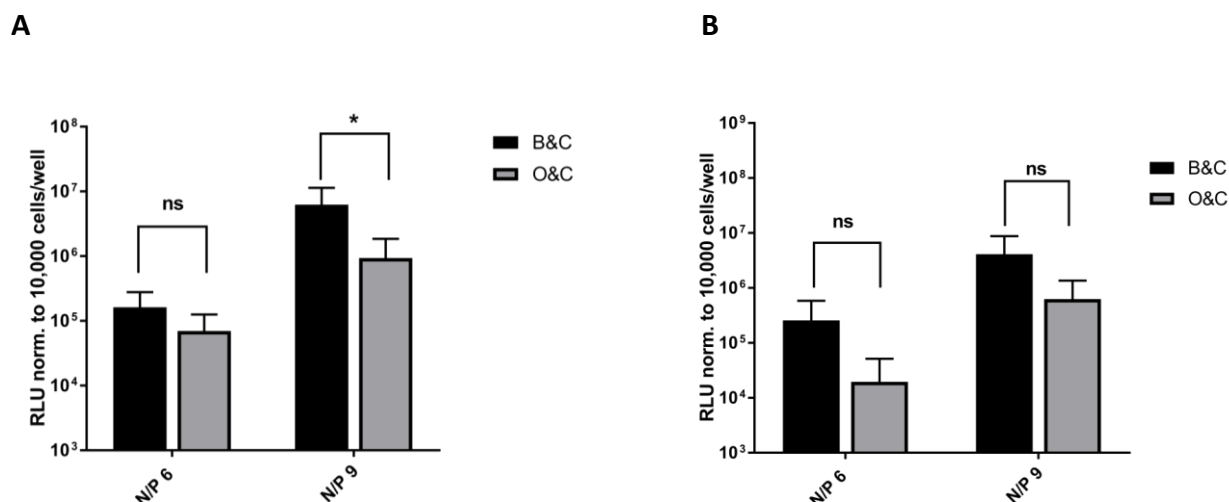 A
RLU norm. to 10,000 cells/well
10⁸
10⁷
10⁶
10⁵
10⁴
10³
ns
*
N/P 6
N/P 9
B&C
O&C
B
RLU norm. to 10,000 cells/well
10⁹
10⁸
10⁷
10⁶
10⁵
10⁴
10³
ns
ns
N/P 6
N/P 9
B&C
O&C